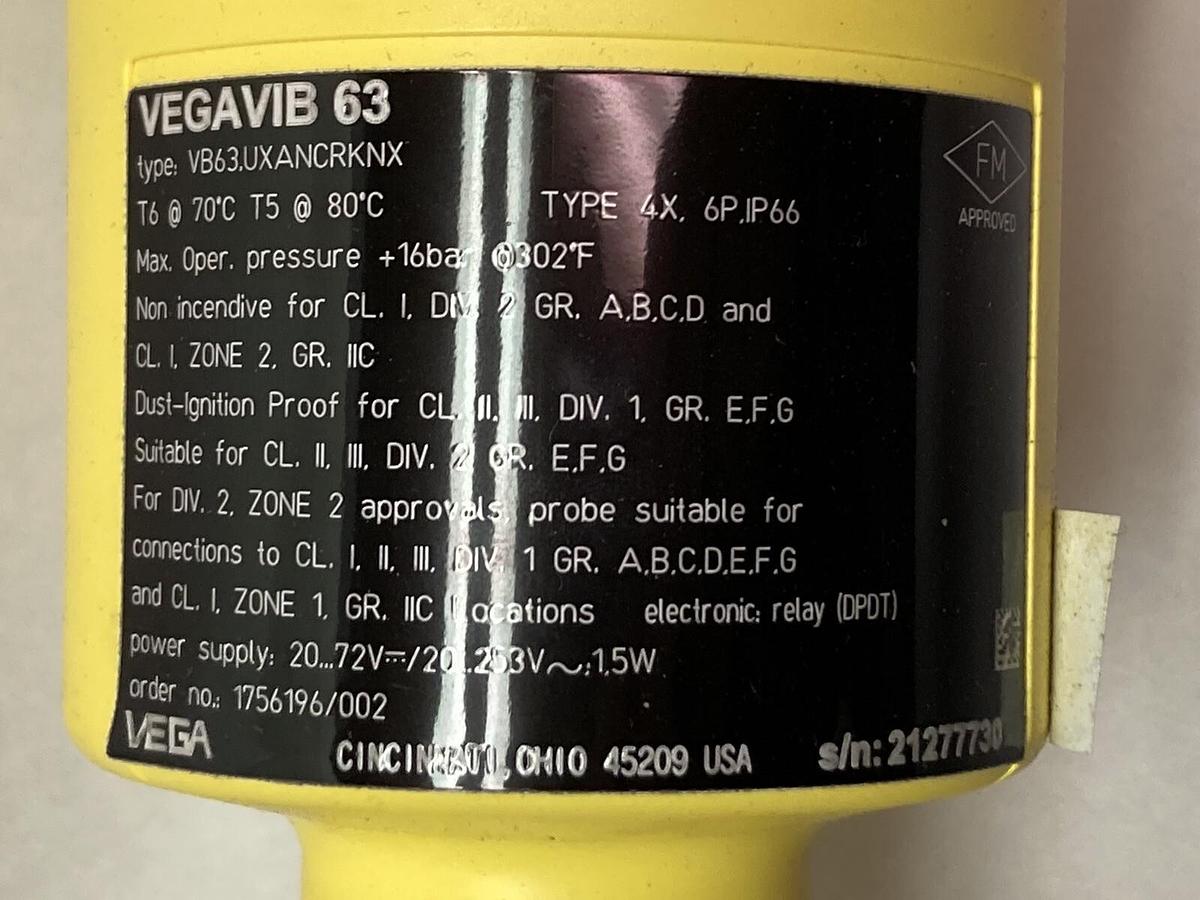 VEGAVIB 63
type: VB63.UXANCRKNX
FM
APPROVED
T6 @ 70°C T5 @ 80°C TYPE 4X, 6P,IP66
Max. Oper. pressure +16bar @302°F
Non incendive for CL. I, DIV. 2 GR. A,B,C,D and
CL. I, ZONE 2, GR. IIC
Dust-Ignition Proof for CL. II, III, DIV. 1, GR. E,F,G
Suitable for CL. II, III, DIV. 2 GR. E,F,G
For DIV. 2, ZONE 2 approvals, probe suitable for
connections to CL. I, II, III, DIV. 1 GR. A,B,C,D,E,F,G
and CL. I, ZONE 1, GR. IIC Locations electronic: relay (DPDT)
power supply: 20...72V⎓/20...253V∼;1,5W
order no.: 1756196/002
VEGA CINCINNATI, OHIO 45209 USA s/n: 21277730